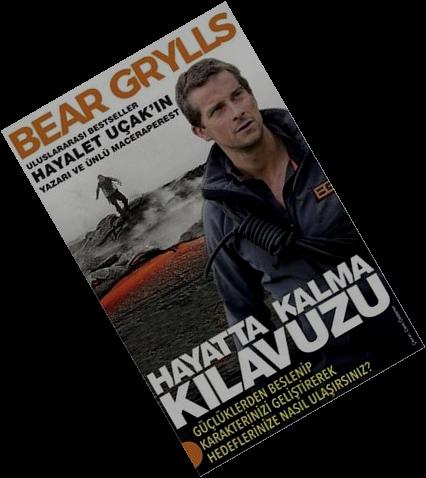 BEAR GRYLLS
ULUSLARARASI BESTSELLER
HAYALET UÇAK'IN
YAZARI VE ÜNLÜ MACERAPEREST
BG
HAYATTA KALMA
KILAVUZU
GÜÇLÜKLERDEN BESLENİP
KARAKTERİNİZİ GELİŞTİREREK
HEDEFLERİNİZE NASIL ULAŞIRSINIZ?